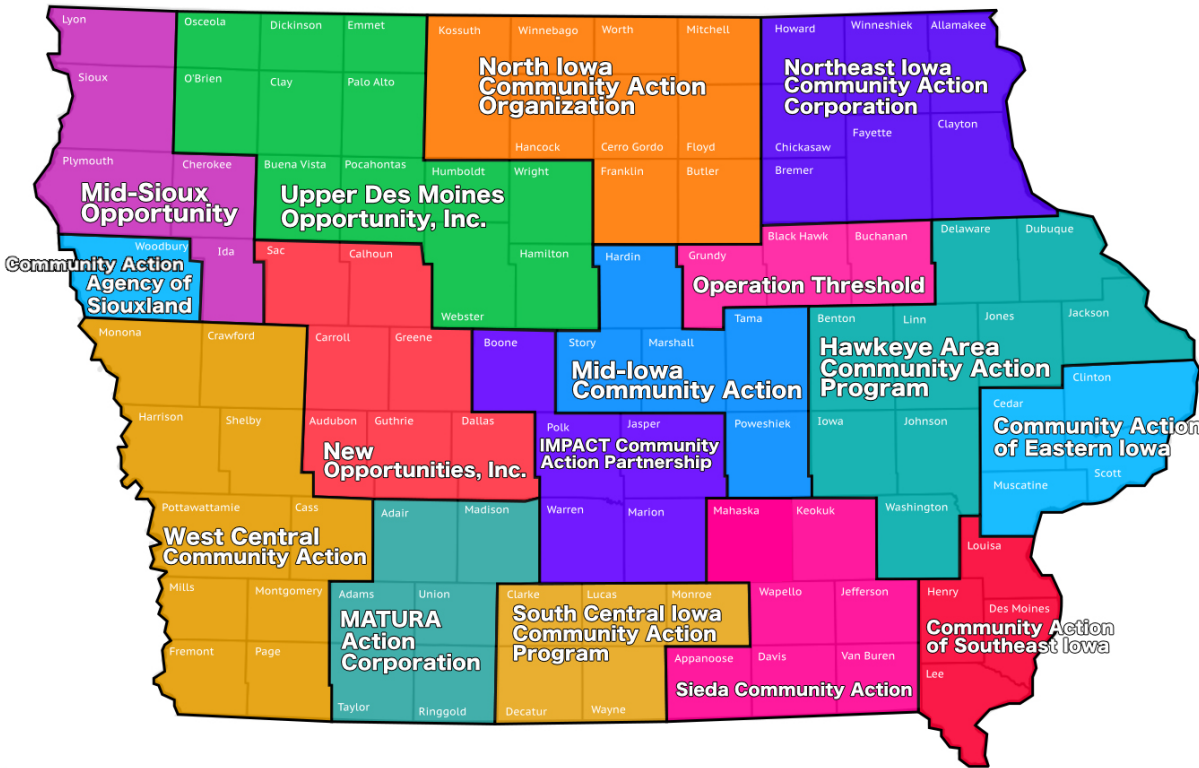 Lyon
Osceola
Dickinson
Emmet
Kossuth
Winnebago
Worth
Mitchell
Howard
Winneshiek
Allamakee
Sioux
O'Brien
Clay
Palo Alto
North Iowa
Community Action
Organization
Northeast Iowa
Community Action
Corporation
Hancock
Cerro Gordo
Floyd
Chickasaw
Fayette
Clayton
Plymouth
Cherokee
Buena Vista
Pocahontas
Humboldt
Wright
Franklin
Butler
Bremer
Mid-Sioux
Opportunity
Upper Des Moines
Opportunity, Inc.
Woodbury
Ida
Sac
Calhoun
Hamilton
Hardin
Grundy
Black Hawk
Buchanan
Delaware
Dubuque
Community Action
Agency of
Siouxland
Operation Threshold
Webster
Monona
Crawford
Carroll
Greene
Boone
Story
Marshall
Tama
Benton
Linn
Jones
Jackson
Mid-Iowa
Community Action
Hawkeye Area
Community Action
Program
Clinton
Cedar
Harrison
Shelby
Audubon
Guthrie
Dallas
Polk
Jasper
Poweshiek
Iowa
Johnson
New
Opportunities, Inc.
IMPACT Community
Action Partnership
Community Action
of Eastern Iowa
Scott
Muscatine
Pottawattamie
Cass
Adair
Madison
Warren
Marion
Mahaska
Keokuk
Washington
Louisa
West Central
Community Action
Mills
Montgomery
Adams
Union
Clarke
Lucas
Monroe
Wapello
Jefferson
Henry
Des Moines
MATURA
Action
Corporation
South Central Iowa
Community Action
Program
Community Action
of Southeast Iowa
Fremont
Page
Taylor
Ringgold
Decatur
Wayne
Appanoose
Davis
Van Buren
Lee
Sieda Community Action